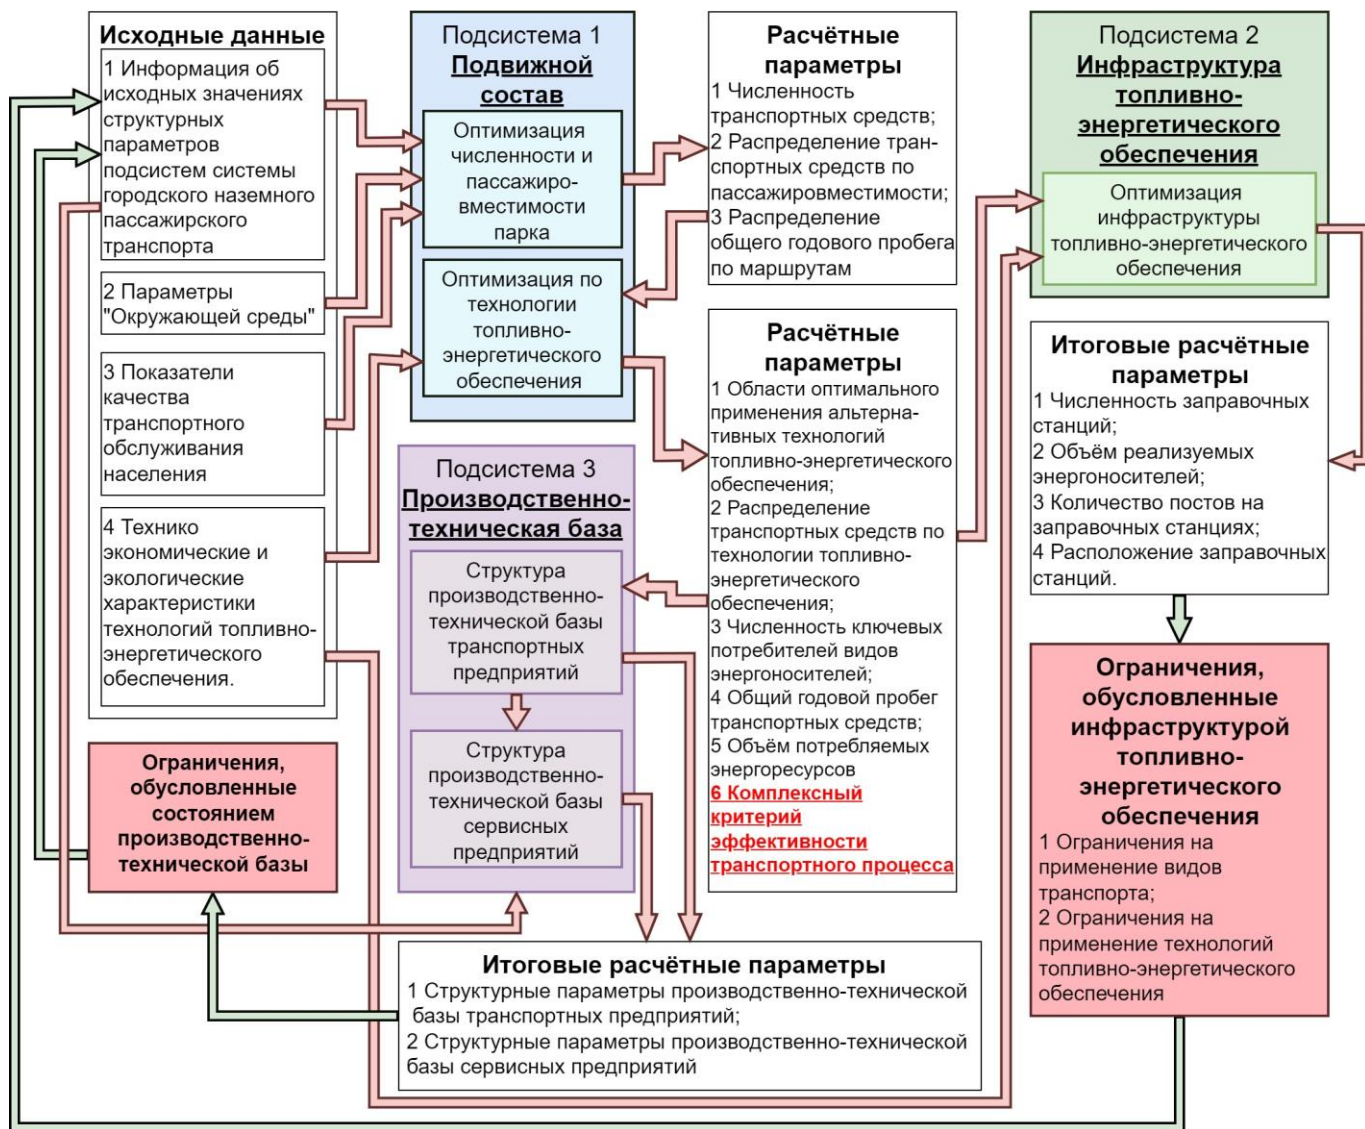 Исходные данные
1 Информация об
исходных значениях
структурных
параметров
подсистем системы
городского наземного
пассажирского
транспорта
2 Параметры
"Окружающей среды"
3 Показатели
качества
транспортного
обслуживания
населения
4 Технико
экономические и
экологические
характеристики
технологий топливно-
энергетического
обеспечения.
Ограничения,
обусловленные
состоянием
производственно-
технической базы
Подсистема 1
Подвижной
состав
Оптимизация
численности и
пассажиро-
вместимости
парка
Оптимизация по
технологии
топливно-
энергетического
обеспечения
Подсистема 3
Производственно-
техническая база
Структура
производственно-
технической базы
транспортных
предприятий
Структура
производственно-
технической базы
сервисных
предприятий
Расчётные
параметры
1 Численность
транспортных средств;
2 Распределение тран-
спортных средств по
пассажировместимости;
3 Распределение
общего годового пробега
по маршрутам
Расчётные
параметры
1 Области оптимального
применения альтерна-
тивных технологий
топливно-энергетического
обеспечения;
2 Распределение
транспортных средств по
технологии топливно-
энергетического
обеспечения;
3 Численность ключевых
потребителей видов
энергоносителей;
4 Общий годовой пробег
транспортных средств;
5 Объём потребляемых
энергоресурсов
6 Комплексный
критерий
эффективности
транспортного процесса
Итоговые расчётные параметры
1 Структурные параметры производственно-технической
базы транспортных предприятий;
2 Структурные параметры производственно-технической
базы сервисных предприятий
Подсистема 2
Инфраструктура
топливно-
энергетического
обеспечения
Оптимизация
инфраструктуры
топливно-энергетического
обеспечения
Итоговые расчётные
параметры
1 Численность заправочных
станций;
2 Объём реализуемых
энергоносителей;
3 Количество постов на
заправочных станциях;
4 Расположение заправочных
станций.
Ограничения,
обусловленные
инфраструктурой
топливно-
энергетического
обеспечения
1 Ограничения на
применение видов
транспорта;
2 Ограничения на
применение технологий
топливно-энергетического
обеспечения